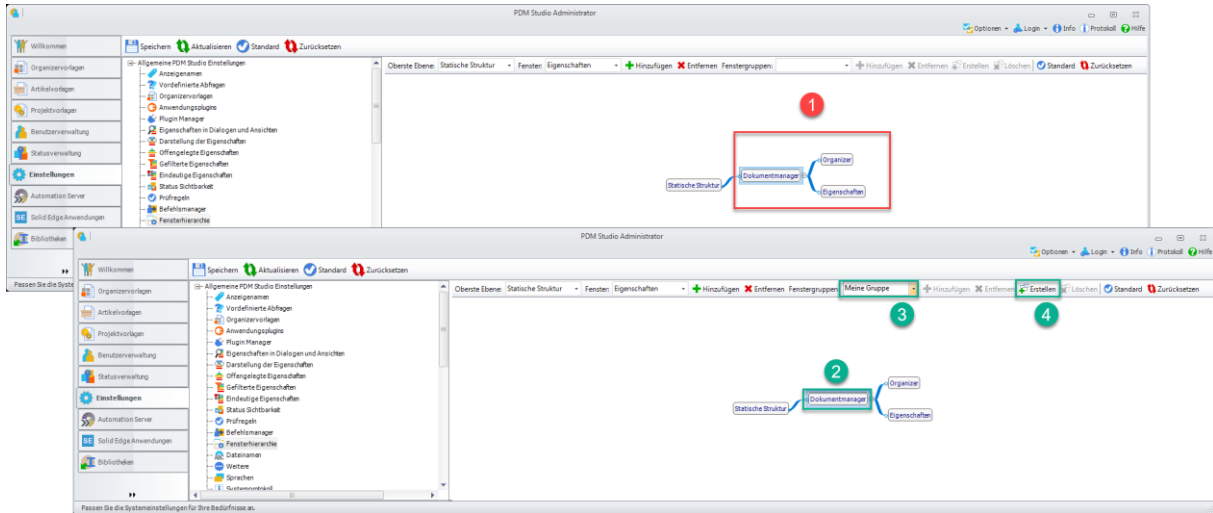 PDM Studio Administrator
Optionen Login Info Protokoll Hilfe
Speichern Aktualisieren Standard Zurücksetzen
Willkommen
Organizervorlagen
Artikelvorlagen
Projektvorlagen
Benutzerverwaltung
Statusverwaltung
Einstellungen
Automation Server
SE Solid Edge Anwendungen
Bibliotheken
Passen Sie die Syste
Allgemeine PDM Studio Einstellungen
Anzeigenamen
Vordefinierte Abfragen
Organizervorlagen
Anwendungsplugins
Plugin Manager
Eigenschaften in Dialogen und Ansichten
Darstellung der Eigenschaften
Offengelegte Eigenschaften
Gefilterte Eigenschaften
Eindeutige Eigenschaften
Status Sichtbarkeit
Prüfregeln
Befehlsmanager
Fensterhierarchie
Oberste Ebene: Statische Struktur Fenster: Eigenschaften Hinzufügen Entfernen Fenstergruppen: Hinzufügen Entfernen Erstellen Löschen Standard Zurücksetzen
1
Organizer
Dokumentmanager
Statische Struktur
Eigenschaften
PDM Studio Administrator
Optionen Login Info Protokoll Hilfe
Speichern Aktualisieren Standard Zurücksetzen
Willkommen
Organizervorlagen
Artikelvorlagen
Projektvorlagen
Benutzerverwaltung
Statusverwaltung
Einstellungen
Automation Server
SE Solid Edge Anwendungen
Bibliotheken
Allgemeine PDM Studio Einstellungen
Anzeigenamen
Vordefinierte Abfragen
Organizervorlagen
Anwendungsplugins
Plugin Manager
Eigenschaften in Dialogen und Ansichten
Darstellung der Eigenschaften
Offengelegte Eigenschaften
Gefilterte Eigenschaften
Eindeutige Eigenschaften
Status Sichtbarkeit
Prüfregeln
Befehlsmanager
Fensterhierarchie
Dateinamen
Weitere
Sprachen
Systemprotokoll
Oberste Ebene: Statische Struktur Fenster: Eigenschaften Hinzufügen Entfernen Fenstergruppen Meine Gruppe Hinzufügen Entfernen Erstellen Löschen Standard Zurücksetzen
3
4
2
Organizer
Dokumentmanager
Statische Struktur
Eigenschaften
Passen Sie die Systemeinstellungen für Ihre Bedürfnisse an.